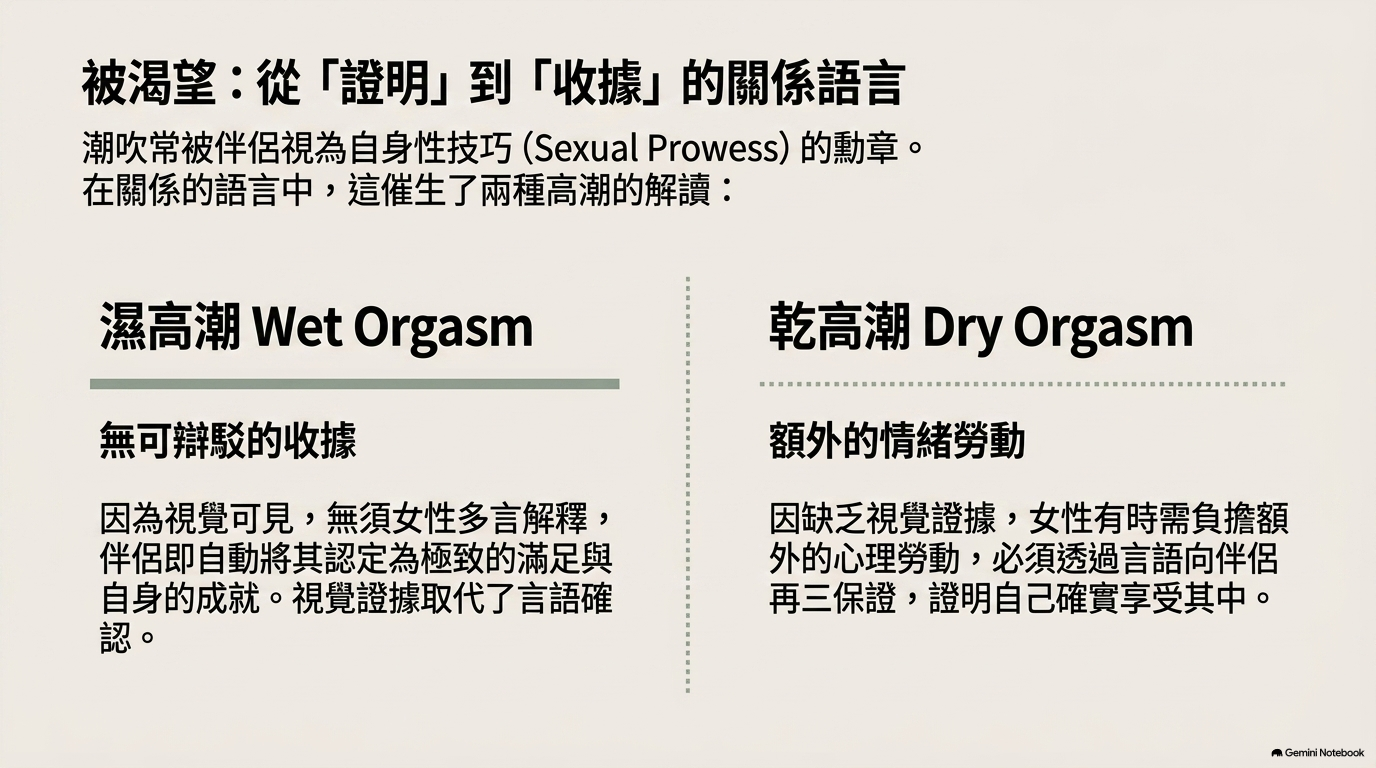 被渴望：從「證明」到「收據」的關係語言
潮吹常被伴侶視為自身性技巧 (Sexual Prowess) 的勳章。
在關係的語言中，這催生了兩種高潮的解讀：
濕高潮 Wet Orgasm
無可辯駁的收據
因為視覺可見，無須女性多言解釋，
伴侶即自動將其認定為極致的滿足與
自身的成就。視覺證據取代了言語確
認。
乾高潮 Dry Orgasm
額外的情緒勞動
因缺乏視覺證據，女性有時需負擔額
外的心理勞動，必須透過言語向伴侶
再三保證，證明自己確實享受其中。
Gemini Notebook